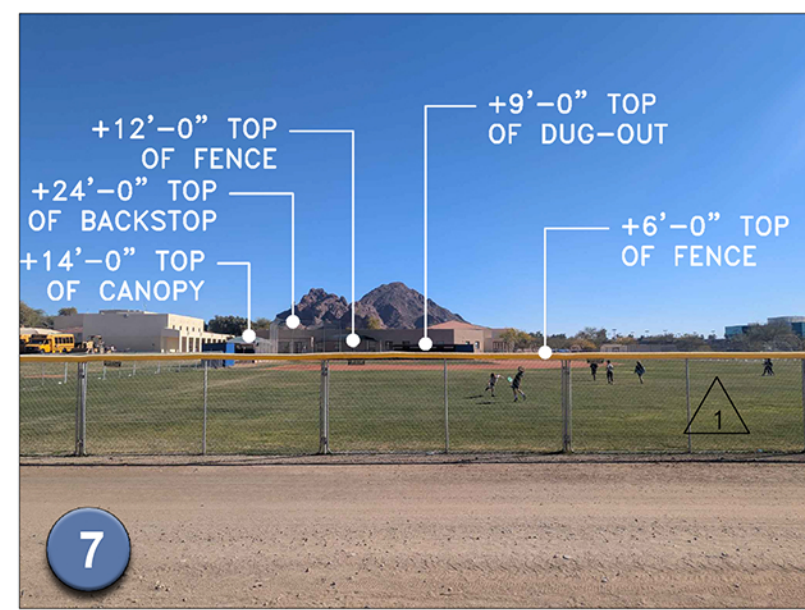 +12'-0" TOP
OF FENCE
+24'-0" TOP
OF BACKSTOP
+14'-0" TOP
OF CANOPY
+9'-0" TOP
OF DUG-OUT
+6'-0" TOP
OF FENCE
1
7